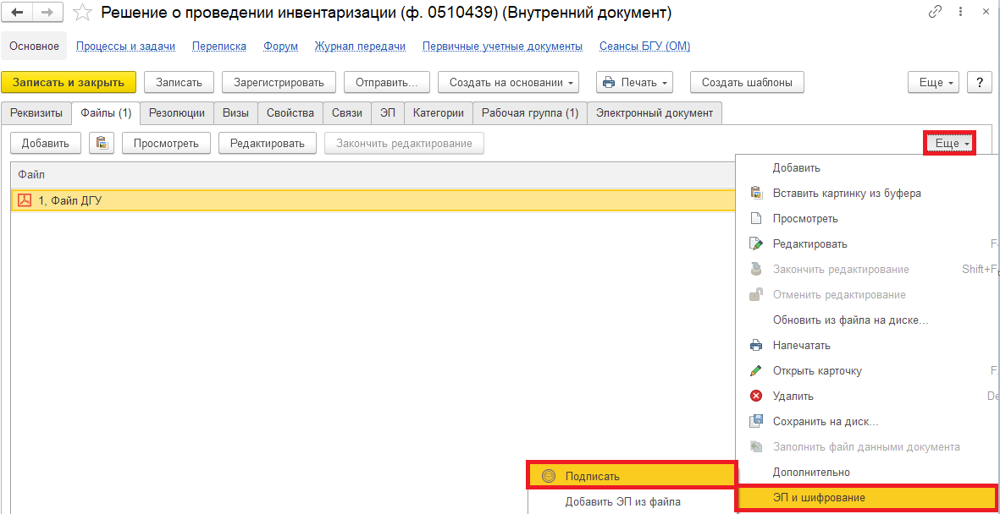 Решение о проведении инвентаризации (ф. 0510439) (Внутренний документ)
Основное Процессы и задачи Переписка Форум Журнал передачи Первичные учетные документы Сеансы БГУ (ОМ)
Записать и закрыть Записать Зарегистрировать Отправить... Создать на основании Печать Создать шаблоны Еще ?
Реквизиты Файлы (1) Резолюции Визы Свойства Связи ЭП Категории Рабочая группа (1) Электронный документ
Добавить Просмотреть Редактировать Закончить редактирование Еще
Файл
1, Файл ДГУ
Добавить
Вставить картинку из буфера
Просмотреть
Редактировать
Закончить редактирование Shift+F
Отменить редактирование
Обновить из файла на диске...
Напечатать
Открыть карточку
Удалить
Сохранить на диск...
Заполнить файл данными документа
Дополнительно
ЭП и шифрование
Подписать
Добавить ЭП из файла